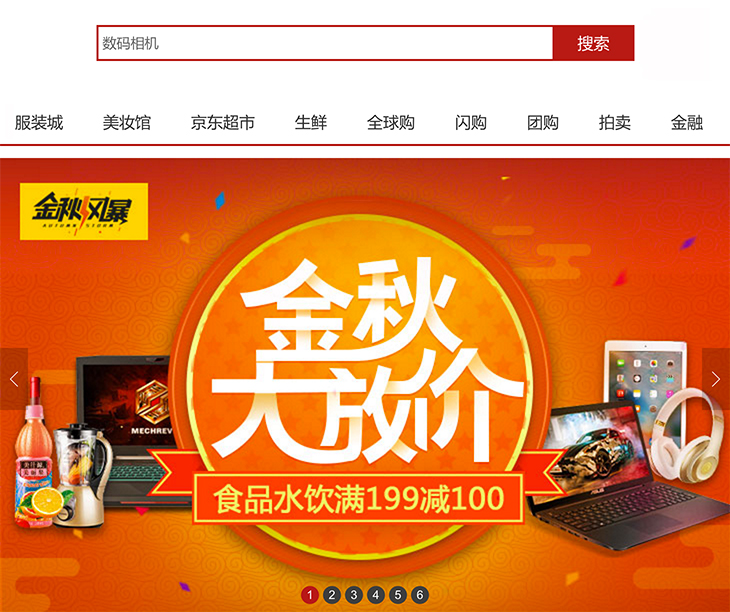 数码相机
搜索
服装城 美妆馆 京东超市 生鲜 全球购 闪购 团购 拍卖 金融
金秋风暴
AUTUMN STORM
金秋
大放价
MECHREV
食品水饮满199减100
ASUS
1 2 3 4 5 6